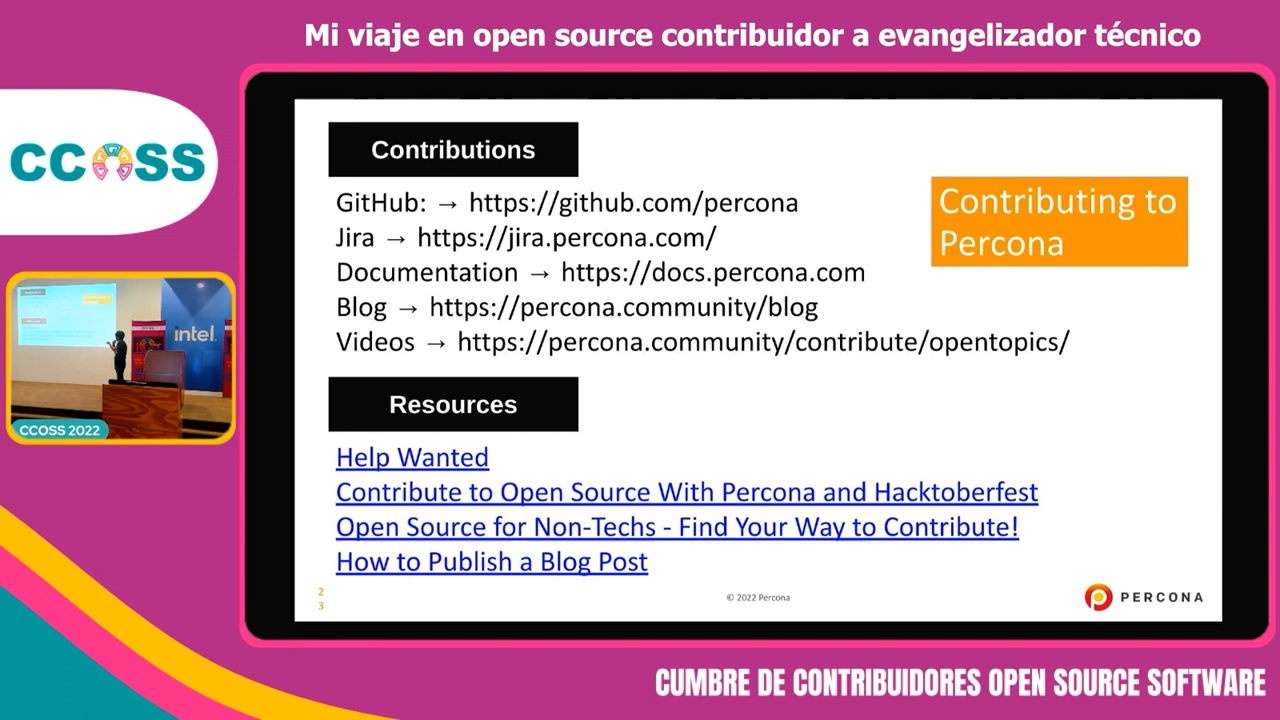 Mi viaje en open source contribuidor a evangelizador técnico
CCOSS
Contributions
GitHub: → https://github.com/percona
Jira → https://jira.percona.com/
Documentation → https://docs.percona.com
Blog → https://percona.community/blog
Videos → https://percona.community/contribute/opentopics/
Contributing to
Percona
Resources
Help Wanted
Contribute to Open Source With Percona and Hacktoberfest
Open Source for Non-Techs - Find Your Way to Contribute!
How to Publish a Blog Post
2
3
© 2022 Percona
PERCONA
intel.
CCOSS 2022
CUMBRE DE CONTRIBUIDORES OPEN SOURCE SOFTWARE